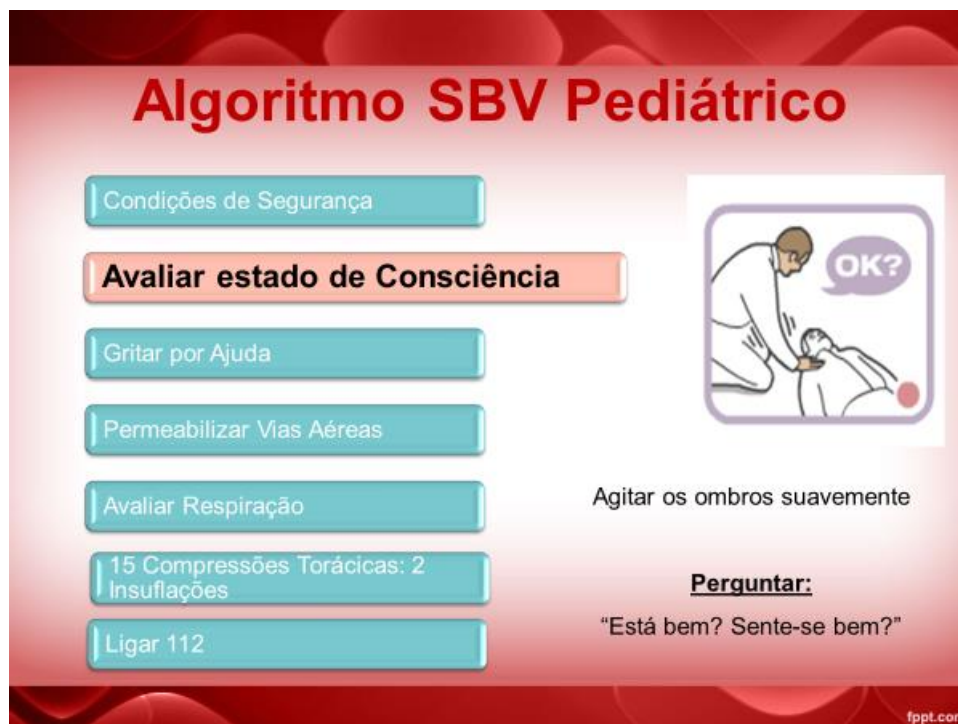 Algoritmo SBV Pediátrico
Condições de Segurança
Avaliar estado de Consciência
Gritar por Ajuda
Permeabilizar Vias Aéreas
Avaliar Respiração
15 Compressões Torácicas: 2
Insuflações
Ligar 112
OK?
Agitar os ombros suavemente
Perguntar:
“Está bem? Sente-se bem?”
fppt.com